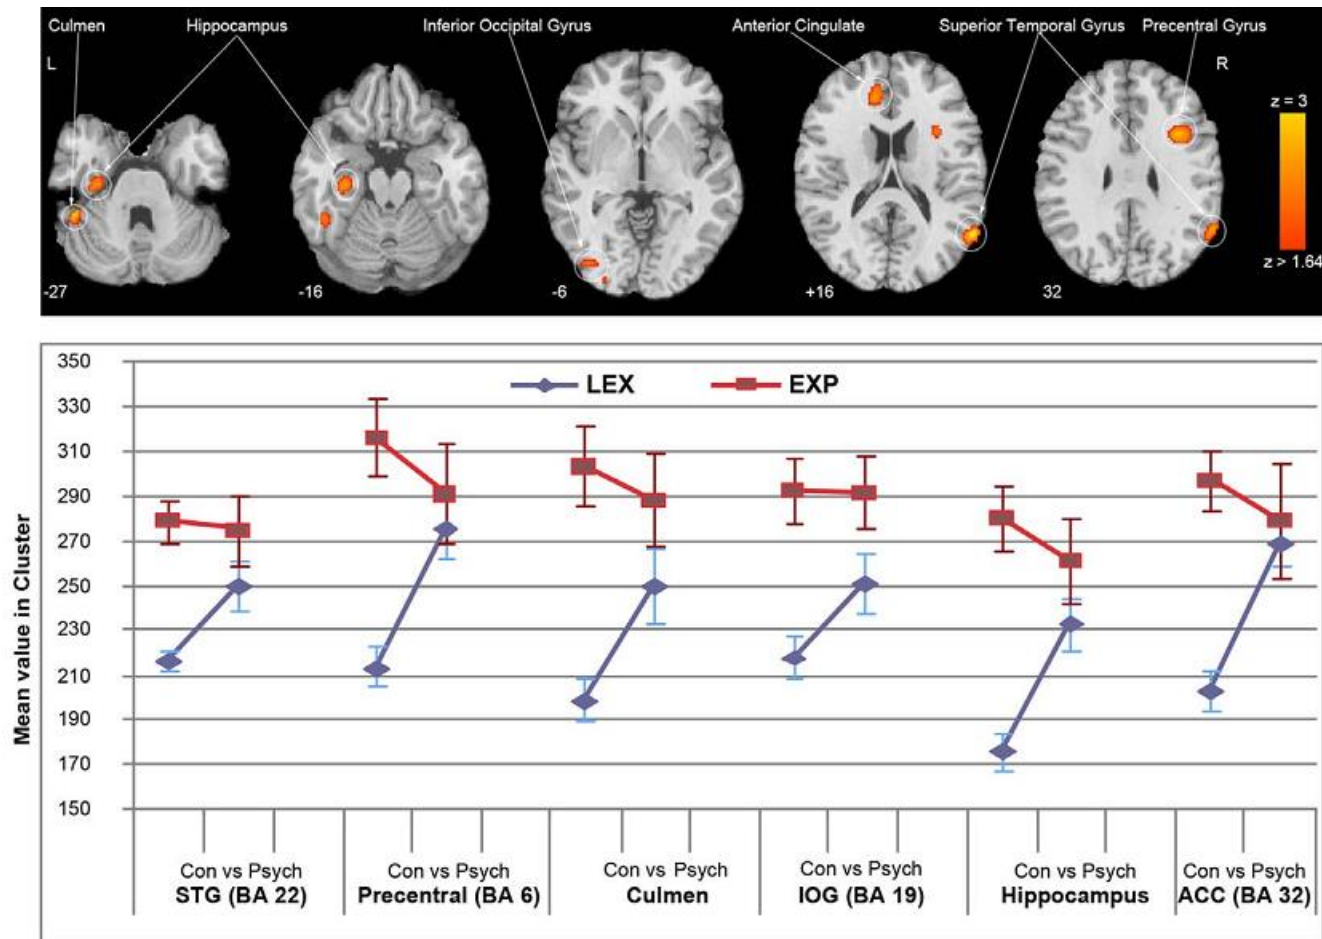 Culmen Hippocampus Inferior Occipital Gyrus Anterior Cingulate Superior Temporal Gyrus Precentral Gyrus
L R
z = 3
z > 1.64
-27 -16 -6 +16 32
350
330
310
290
270
250
230
210
190
170
150
LEX EXP
Mean value in Cluster
Con vs Psych Con vs Psych Con vs Psych Con vs Psych Con vs Psych Con vs Psych
STG (BA 22) Precentral (BA 6) Culmen IOG (BA 19) Hippocampus ACC (BA 32)